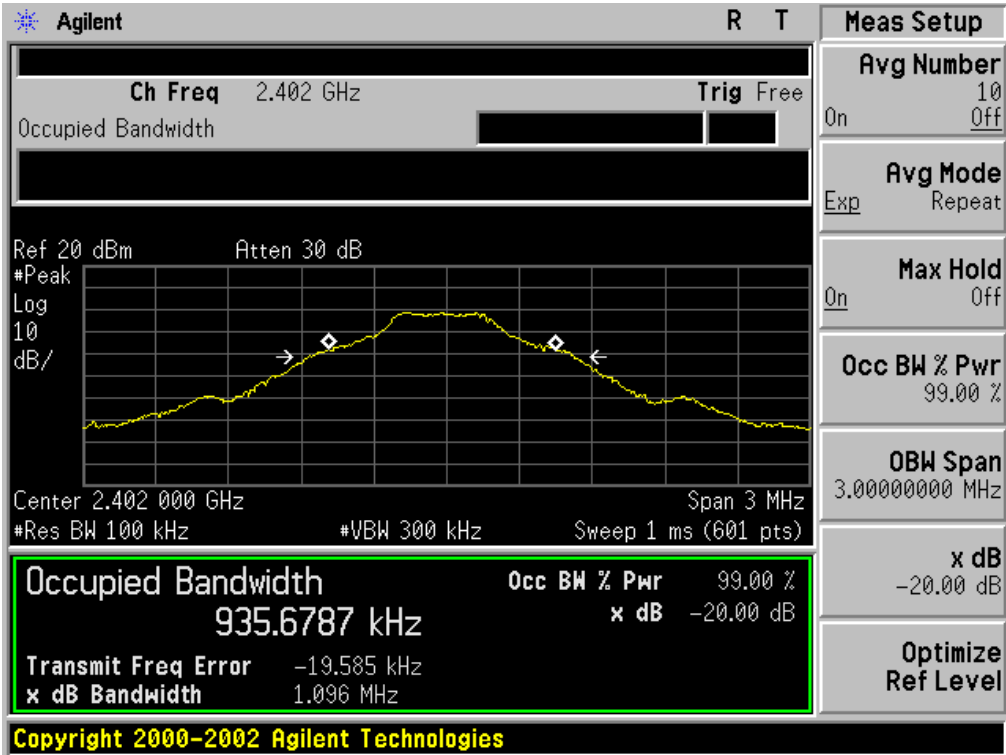 Agilent R T
Ch Freq 2.402 GHz Trig Free
Occupied Bandwidth
Ref 20 dBm Atten 30 dB
#Peak
Log
10
dB/
Center 2.402 000 GHz Span 3 MHz
#Res BW 100 kHz #VBW 300 kHz Sweep 1 ms (601 pts)
Occupied Bandwidth Occ BW % Pwr 99.00 %
935.6787 kHz x dB -20.00 dB
Transmit Freq Error -19.585 kHz
x dB Bandwidth 1.096 MHz
Copyright 2000-2002 Agilent Technologies
Meas Setup
Avg Number
10
On Off
Avg Mode
Exp Repeat
Max Hold
On Off
Occ BW % Pwr
99.00 %
OBW Span
3.00000000 MHz
x dB
-20.00 dB
Optimize
Ref Level